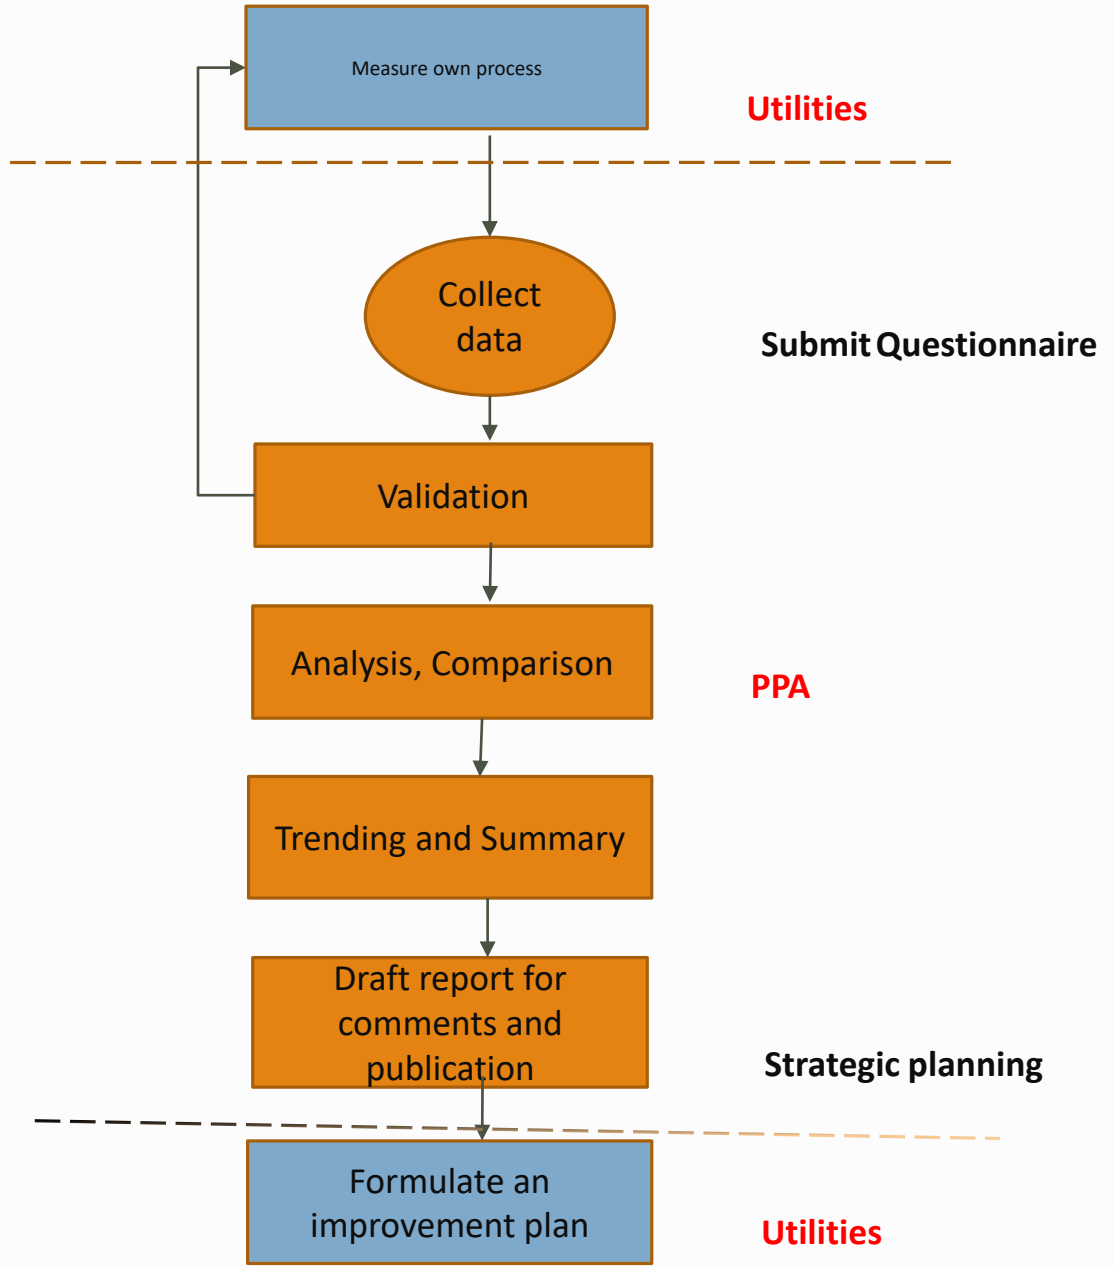 Measure own process
Utilities
Collect
data
Submit Questionnaire
Validation
Analysis, Comparison
PPA
Trending and Summary
Draft report for
comments and
publication
Strategic planning
Formulate an
improvement plan
Utilities